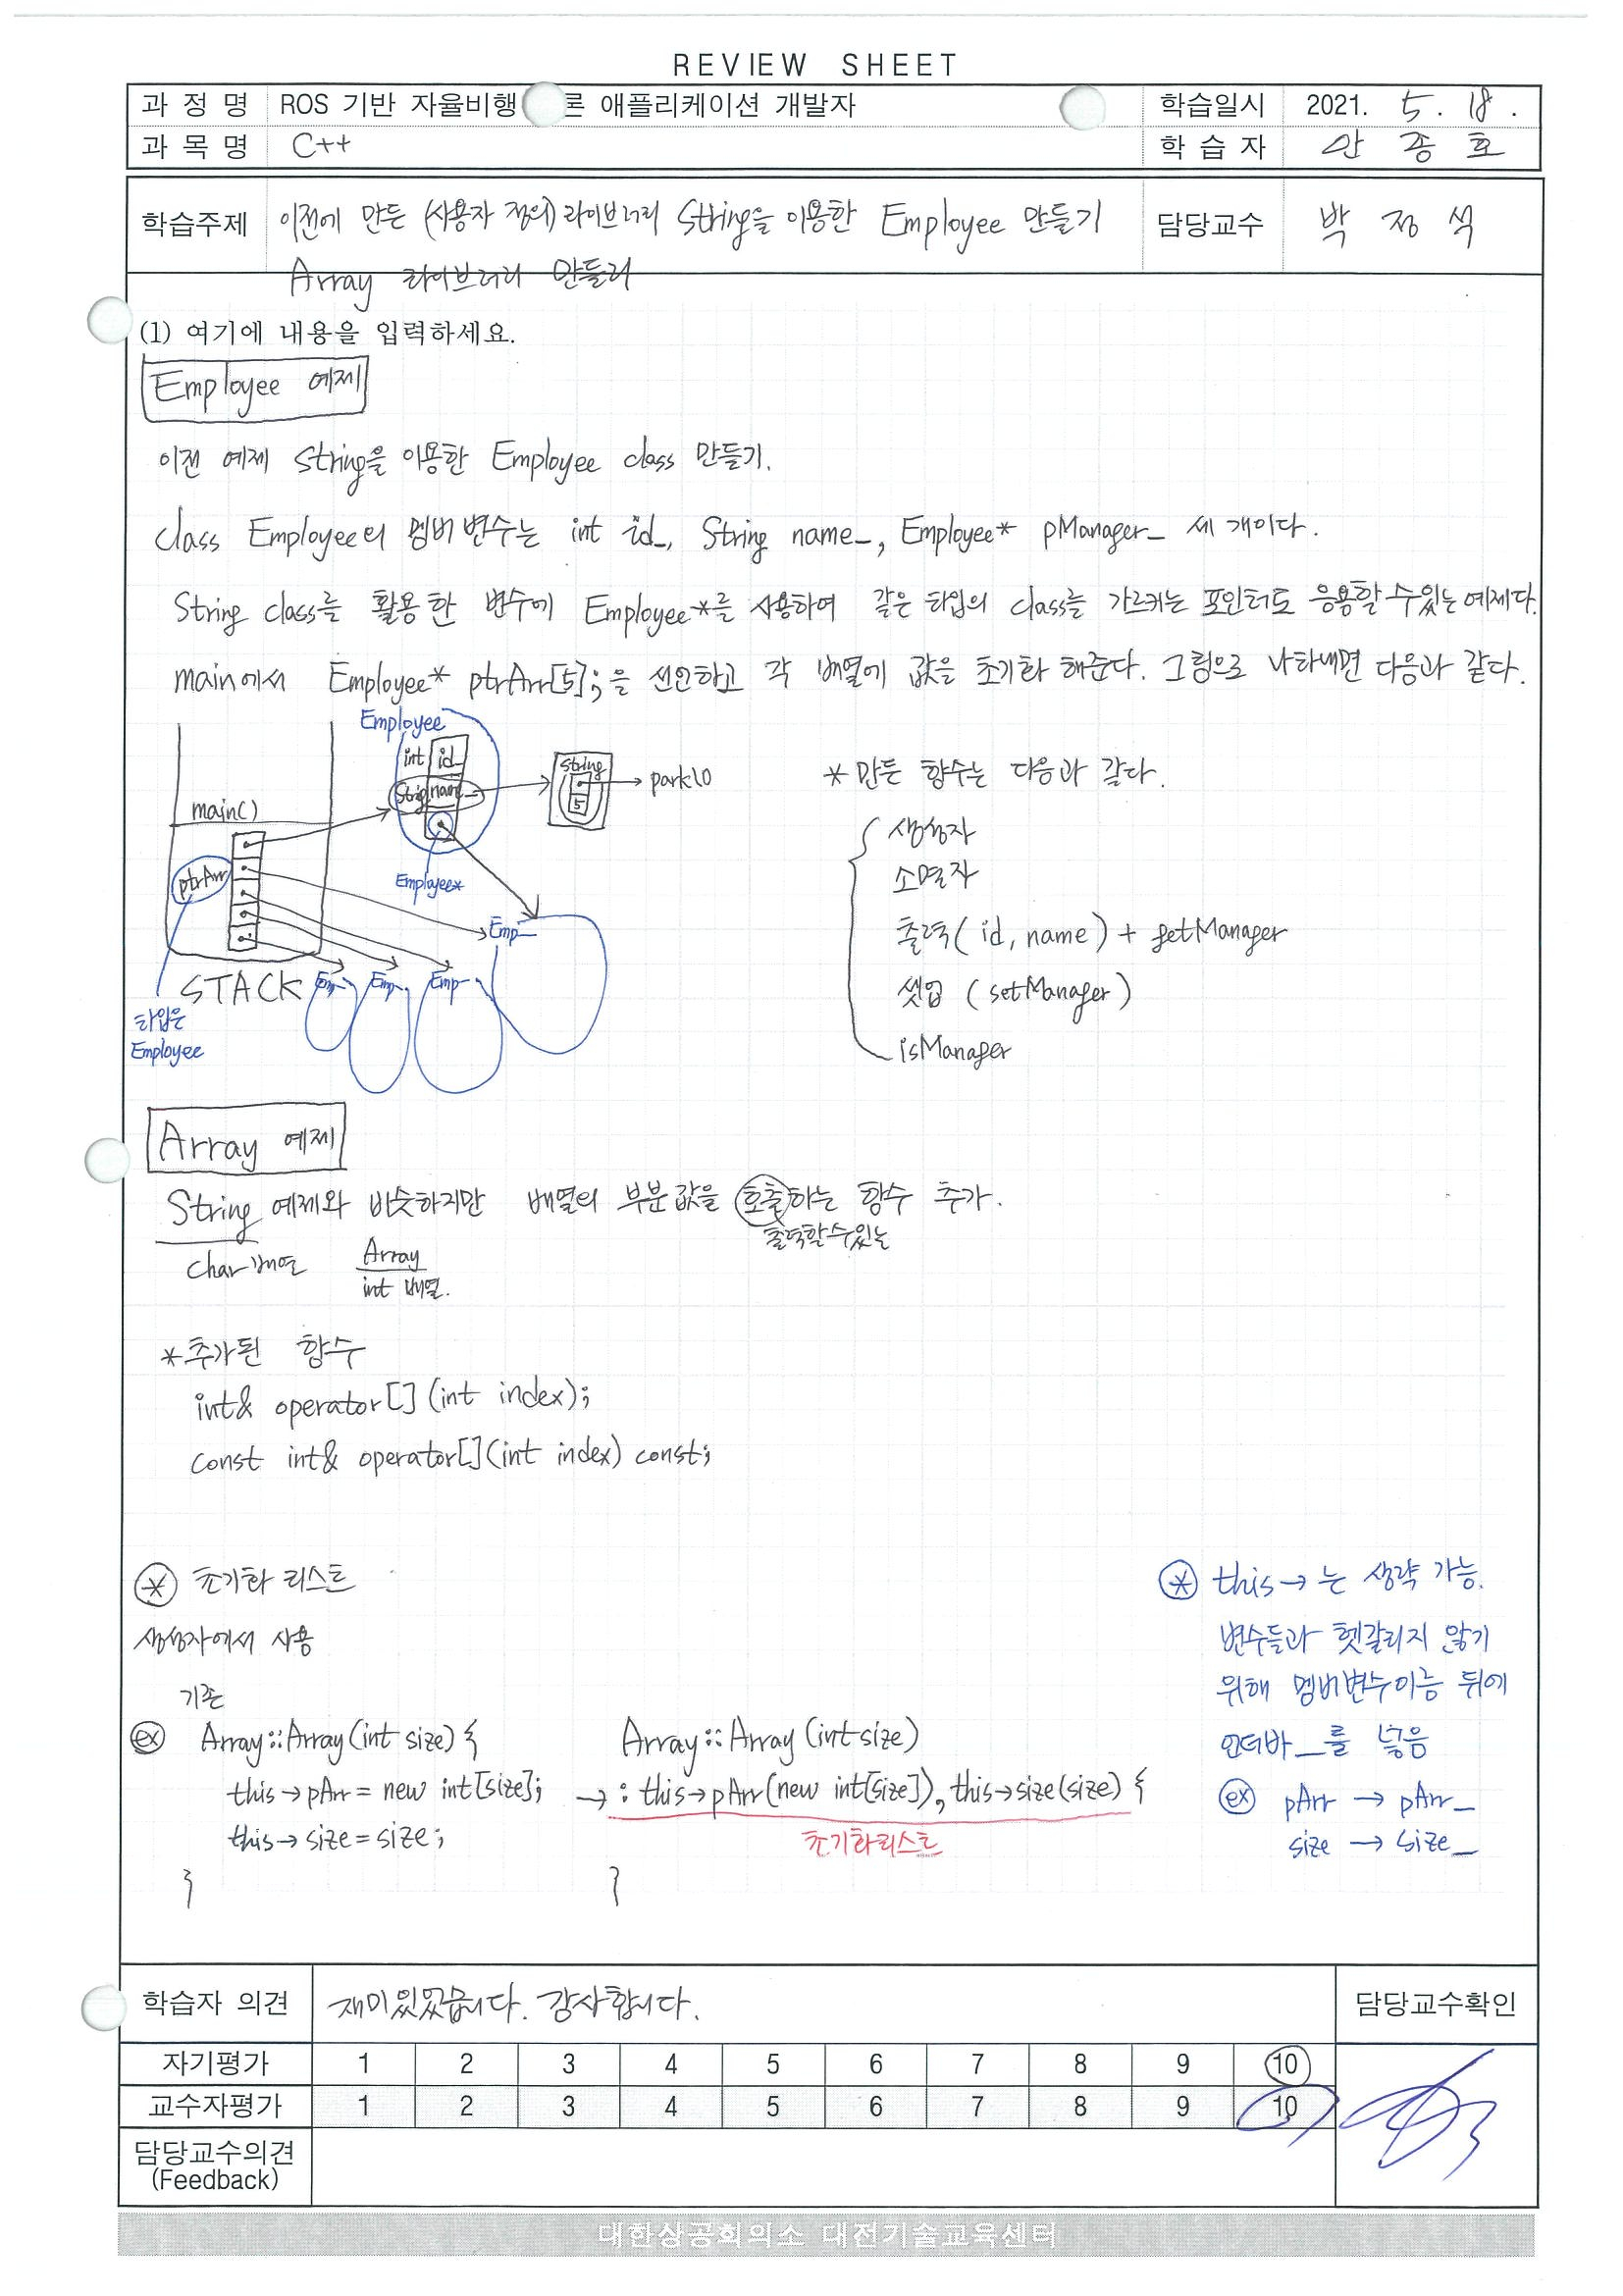 REVIEW SHEET
과 정 명 ROS 기반 자율비행 론 애플리케이션 개발자 학습일시 2021. 5. 18.
과 목 명 C++ 학 습 자 안 종 호
학습주제 이전에 만든 (사용자 정의) 라이브러리 String을 이용한 Employee 만들기 담당교수 박 정 석
Array 라이브러리 만들기
(1) 여기에 내용을 입력하세요.
Employee 예제
이전 예제 String을 이용한 Employee class 만들기.
class Employee의 멤버 변수는 int id_, String name_, Employee* pManager_ 세 개이다.
String class를 활용한 변수에 Employee*를 사용하여 같은 타입의 class를 가르키는 포인터도 응용할 수 있는 예제다.
main에서 Employee* ptrArr[5];을 선언하고 각 배열에 값을 초기화 해준다. 그림으로 나타내면 다음과 같다.
Employee
int id_
String name_
String
5
park\0
main()
ptrArr
Employee*
Emp_
STACK
Emp_ Emp_ Emp_
타입은
Employee
*만든 함수는 다음과 같다.
생성자
소멸자
출력( id, name ) + getManager
셋업 ( setManager )
isManager
Array 예제
String 예제와 비슷하지만 배열의 부분 값을 호출하는 함수 추가.
출력할 수 있는
char배열 Array
int 배열.
*추가된 함수
int& operator[] (int index);
const int& operator[](int index) const;
* 초기화 리스트
생성자에서 사용
기존
ex Array::Array(int size) {
this→pArr = new int[size];
this→size = size;
}
Array::Array (int size)
→ : this→pArr(new int[size]), this→size(size) {
초기화리스트
}
* this→는 생략 가능.
변수들과 헷갈리지 않기
위해 멤버변수이름 뒤에
언더바 _를 넣음
ex pArr → pArr_
size → size_
학습자 의견 재미있었습니다. 감사합니다. 담당교수확인
자기평가 1 2 3 4 5 6 7 8 9 10
교수자평가 1 2 3 4 5 6 7 8 9 10
담당교수의견
(Feedback)
대한상공회의소 대전기술교육센터